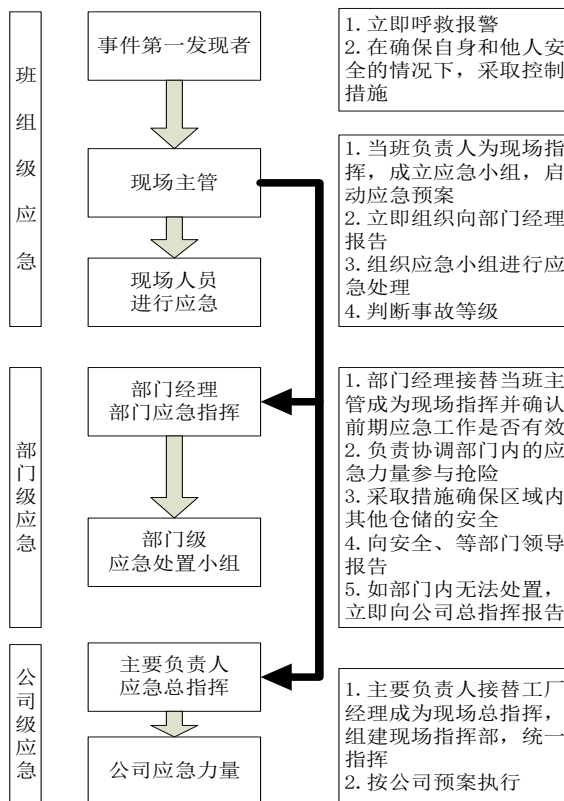 班
组
级
应
急
事件第一发现者
1.立即呼救报警
2.在确保自身和他人安
全的情况下，采取控制
措施
现场主管
1.当班负责人为现场指
挥，成立应急小组，启
动应急预案
2.立即组织向部门经理
报告
3.组织应急小组进行应
急处理
4.判断事故等级
现场人员
进行应急
部
门
级
应
急
部门经理
部门应急指挥
1.部门经理接替当班主
管成为现场指挥并确认
前期应急工作是否有效
2.负责协调部门内的应
急力量参与抢险
3.采取措施确保区域内
其他仓储的安全
4.向安全、等部门领导
报告
5.如部门内无法处置，
立即向公司总指挥报告
部门级
应急处置小组
公
司
级
应
急
主要负责人
应急总指挥
1.主要负责人接替工厂
经理成为现场总指挥，
组建现场指挥部，统一
指挥
2.按公司预案执行
公司应急力量